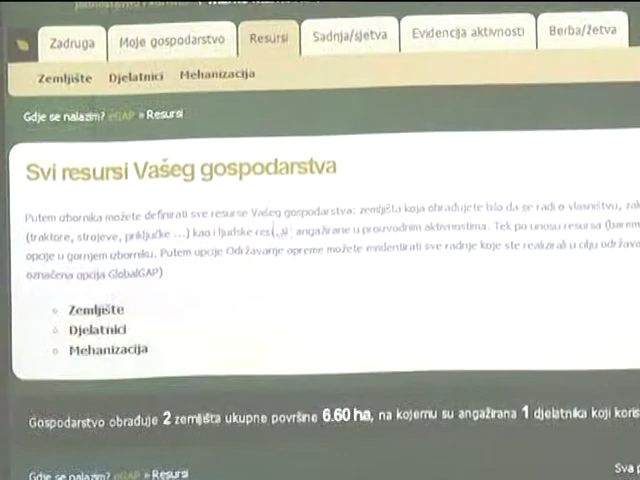 Zadruga Moje gospodarstvo Resursi Sadnja/sjetva Evidencija aktivnosti Berba/žetva
Zemljište Djelatnici Mehanizacija
Gdje se nalazim? eGAP » Resursi
Svi resursi Vašeg gospodarstva
Putem izbornika možete definirati sve resurse Vašeg gospodarstva: zemljišta koja obrađujete bilo da se radi o vlasništvu,
(traktore, strojeve, priključke ...) kao i ljudske angažirane u proizvodnim aktivnostima. Tek po unosu resursa (barem
opcije u gornjem izborniku. Putem opcije Održavanje opreme možete evidentirati sve radnje koje ste realizirali u cilju
označena opcija GlobalGAP)
Zemljište
Djelatnici
Mehanizacija
Gospodarstvo obrađuje 2 zemljišta ukupne površine 6.60 ha, na kojemu su angažirana 1 djelatnika koji
Gdje se nalazim? eGAP » Resursi
Sva